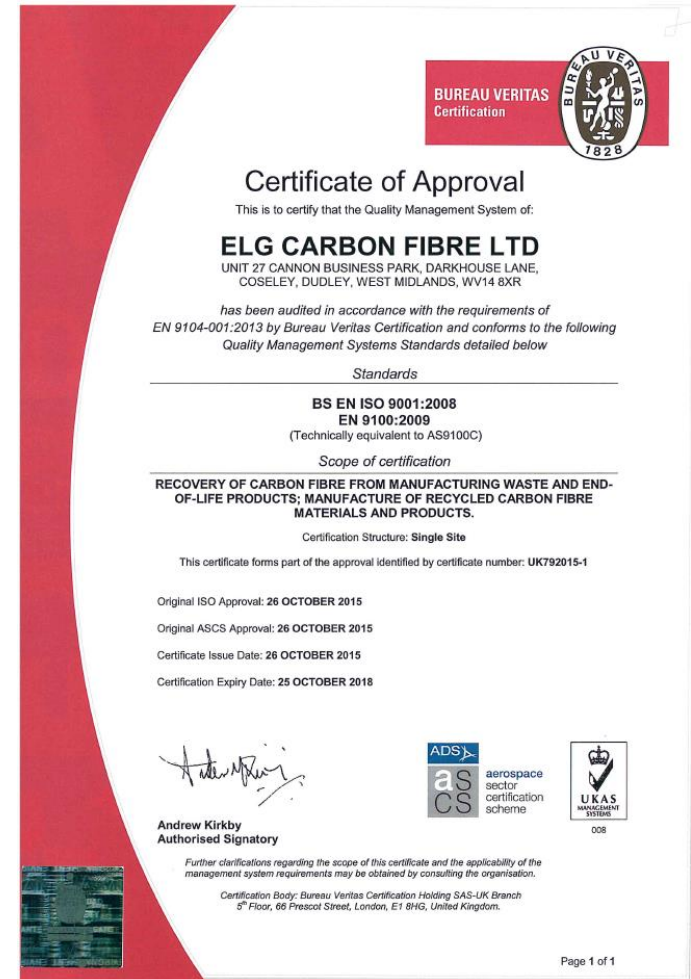 BUREAU VERITAS
Certification
BUREAU VERITAS
1828
Certificate of Approval
This is to certify that the Quality Management System of:
ELG CARBON FIBRE LTD
UNIT 27 CANNON BUSINESS PARK, DARKHOUSE LANE,
COSELEY, DUDLEY, WEST MIDLANDS, WV14 8XR
has been audited in accordance with the requirements of
EN 9104-001:2013 by Bureau Veritas Certification and conforms to the following
Quality Management Systems Standards detailed below
Standards
BS EN ISO 9001:2008
EN 9100:2009
(Technically equivalent to AS9100C)
Scope of certification
RECOVERY OF CARBON FIBRE FROM MANUFACTURING WASTE AND END-
OF-LIFE PRODUCTS; MANUFACTURE OF RECYCLED CARBON FIBRE
MATERIALS AND PRODUCTS.
Certification Structure: Single Site
This certificate forms part of the approval identified by certificate number: UK792015-1
Original ISO Approval: 26 OCTOBER 2015
Original ASCS Approval: 26 OCTOBER 2015
Certificate Issue Date: 26 OCTOBER 2015
Certification Expiry Date: 25 OCTOBER 2018
ADS
as
CS
aerospace
sector
certification
scheme
UKAS
MANAGEMENT
SYSTEMS
008
Andrew Kirkby
Authorised Signatory
Further clarifications regarding the scope of this certificate and the applicability of the
management system requirements may be obtained by consulting the organisation.
Certification Body: Bureau Veritas Certification Holding SAS-UK Branch
5th Floor, 66 Prescot Street, London, E1 8HG, United Kingdom.
Page 1 of 1